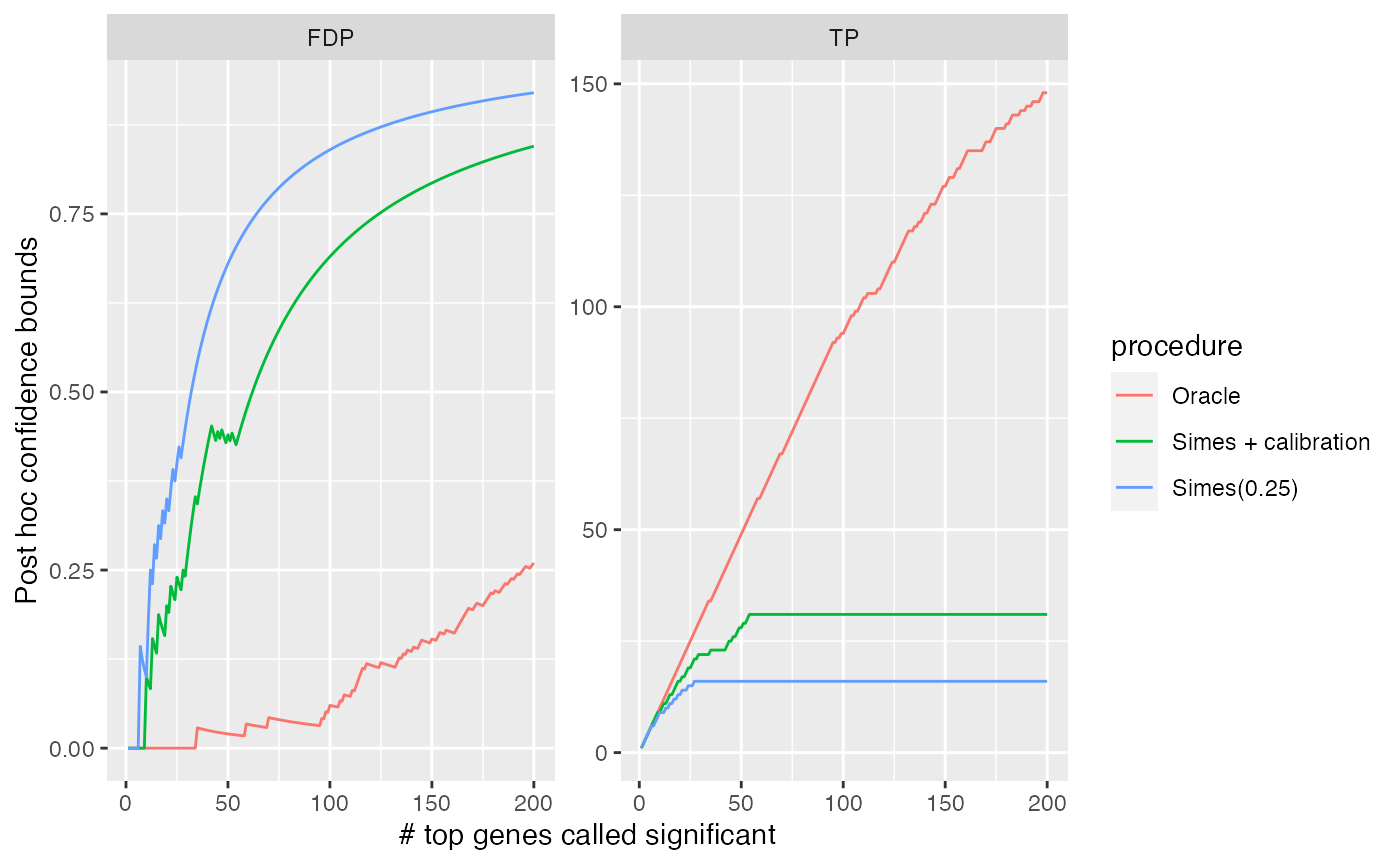 FDP
TP
Post hoc confidence bounds
0.75
0.50
0.25
0.00
0 50 100 150 200
150
100
50
0
0 50 100 150 200
# top genes called significant
procedure
Oracle
Simes + calibration
Simes(0.25)